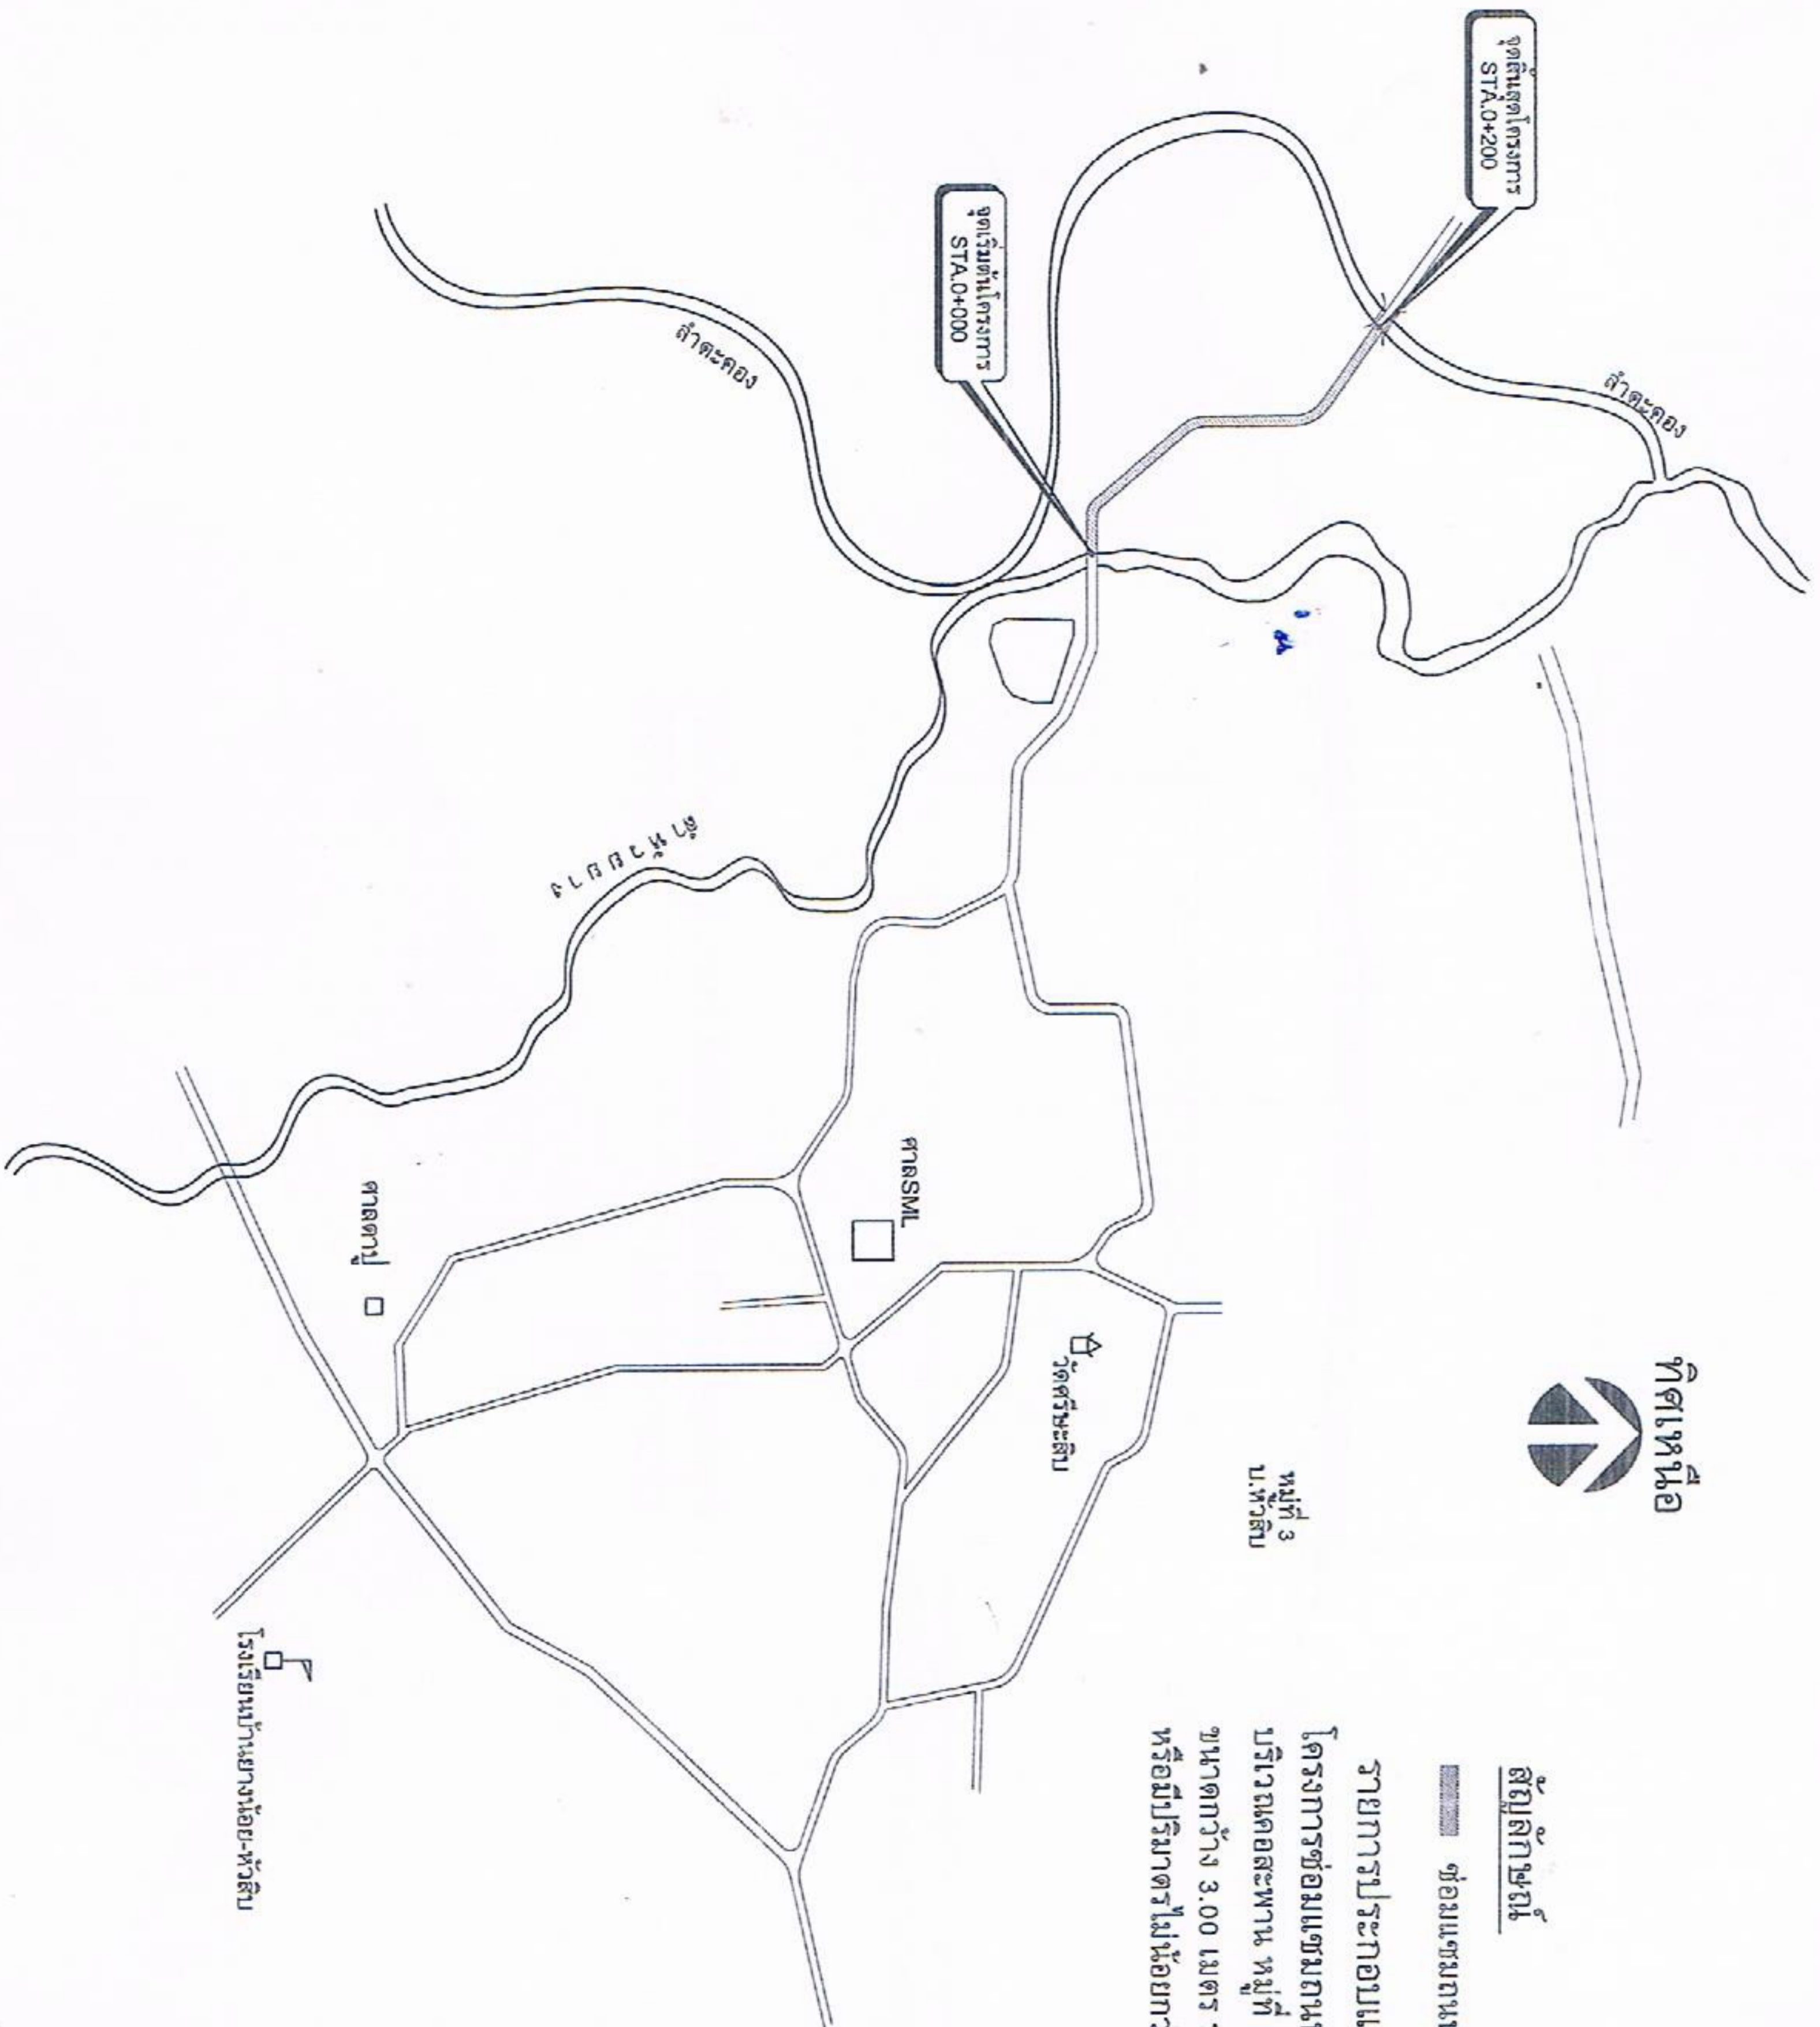 จุดสิ้นสุดโครงการ
STA.0+200
จุดเริ่มต้นโครงการ
STA.0+000
ลำตะคอง
ลำตะคอง
ลำห้วยยาง
ทิศเหนือ
หมู่ที่ 3
บ.หัวสิบ
วัดศรีษะสิบ
ศาลSML
ศาลตาปู่
โรงเรียนบ้านยางน้อย-หัวสิบ
สัญลักษณ์
ซ่อมแซมถนน
รายการประกอบแ
โครงการซ่อมแซมถน
บริเวณคอสะพาน หมู่ที่
ขนาดกว้าง 3.00 เมตร
หรือมีปริมาตรไม่น้อยกว